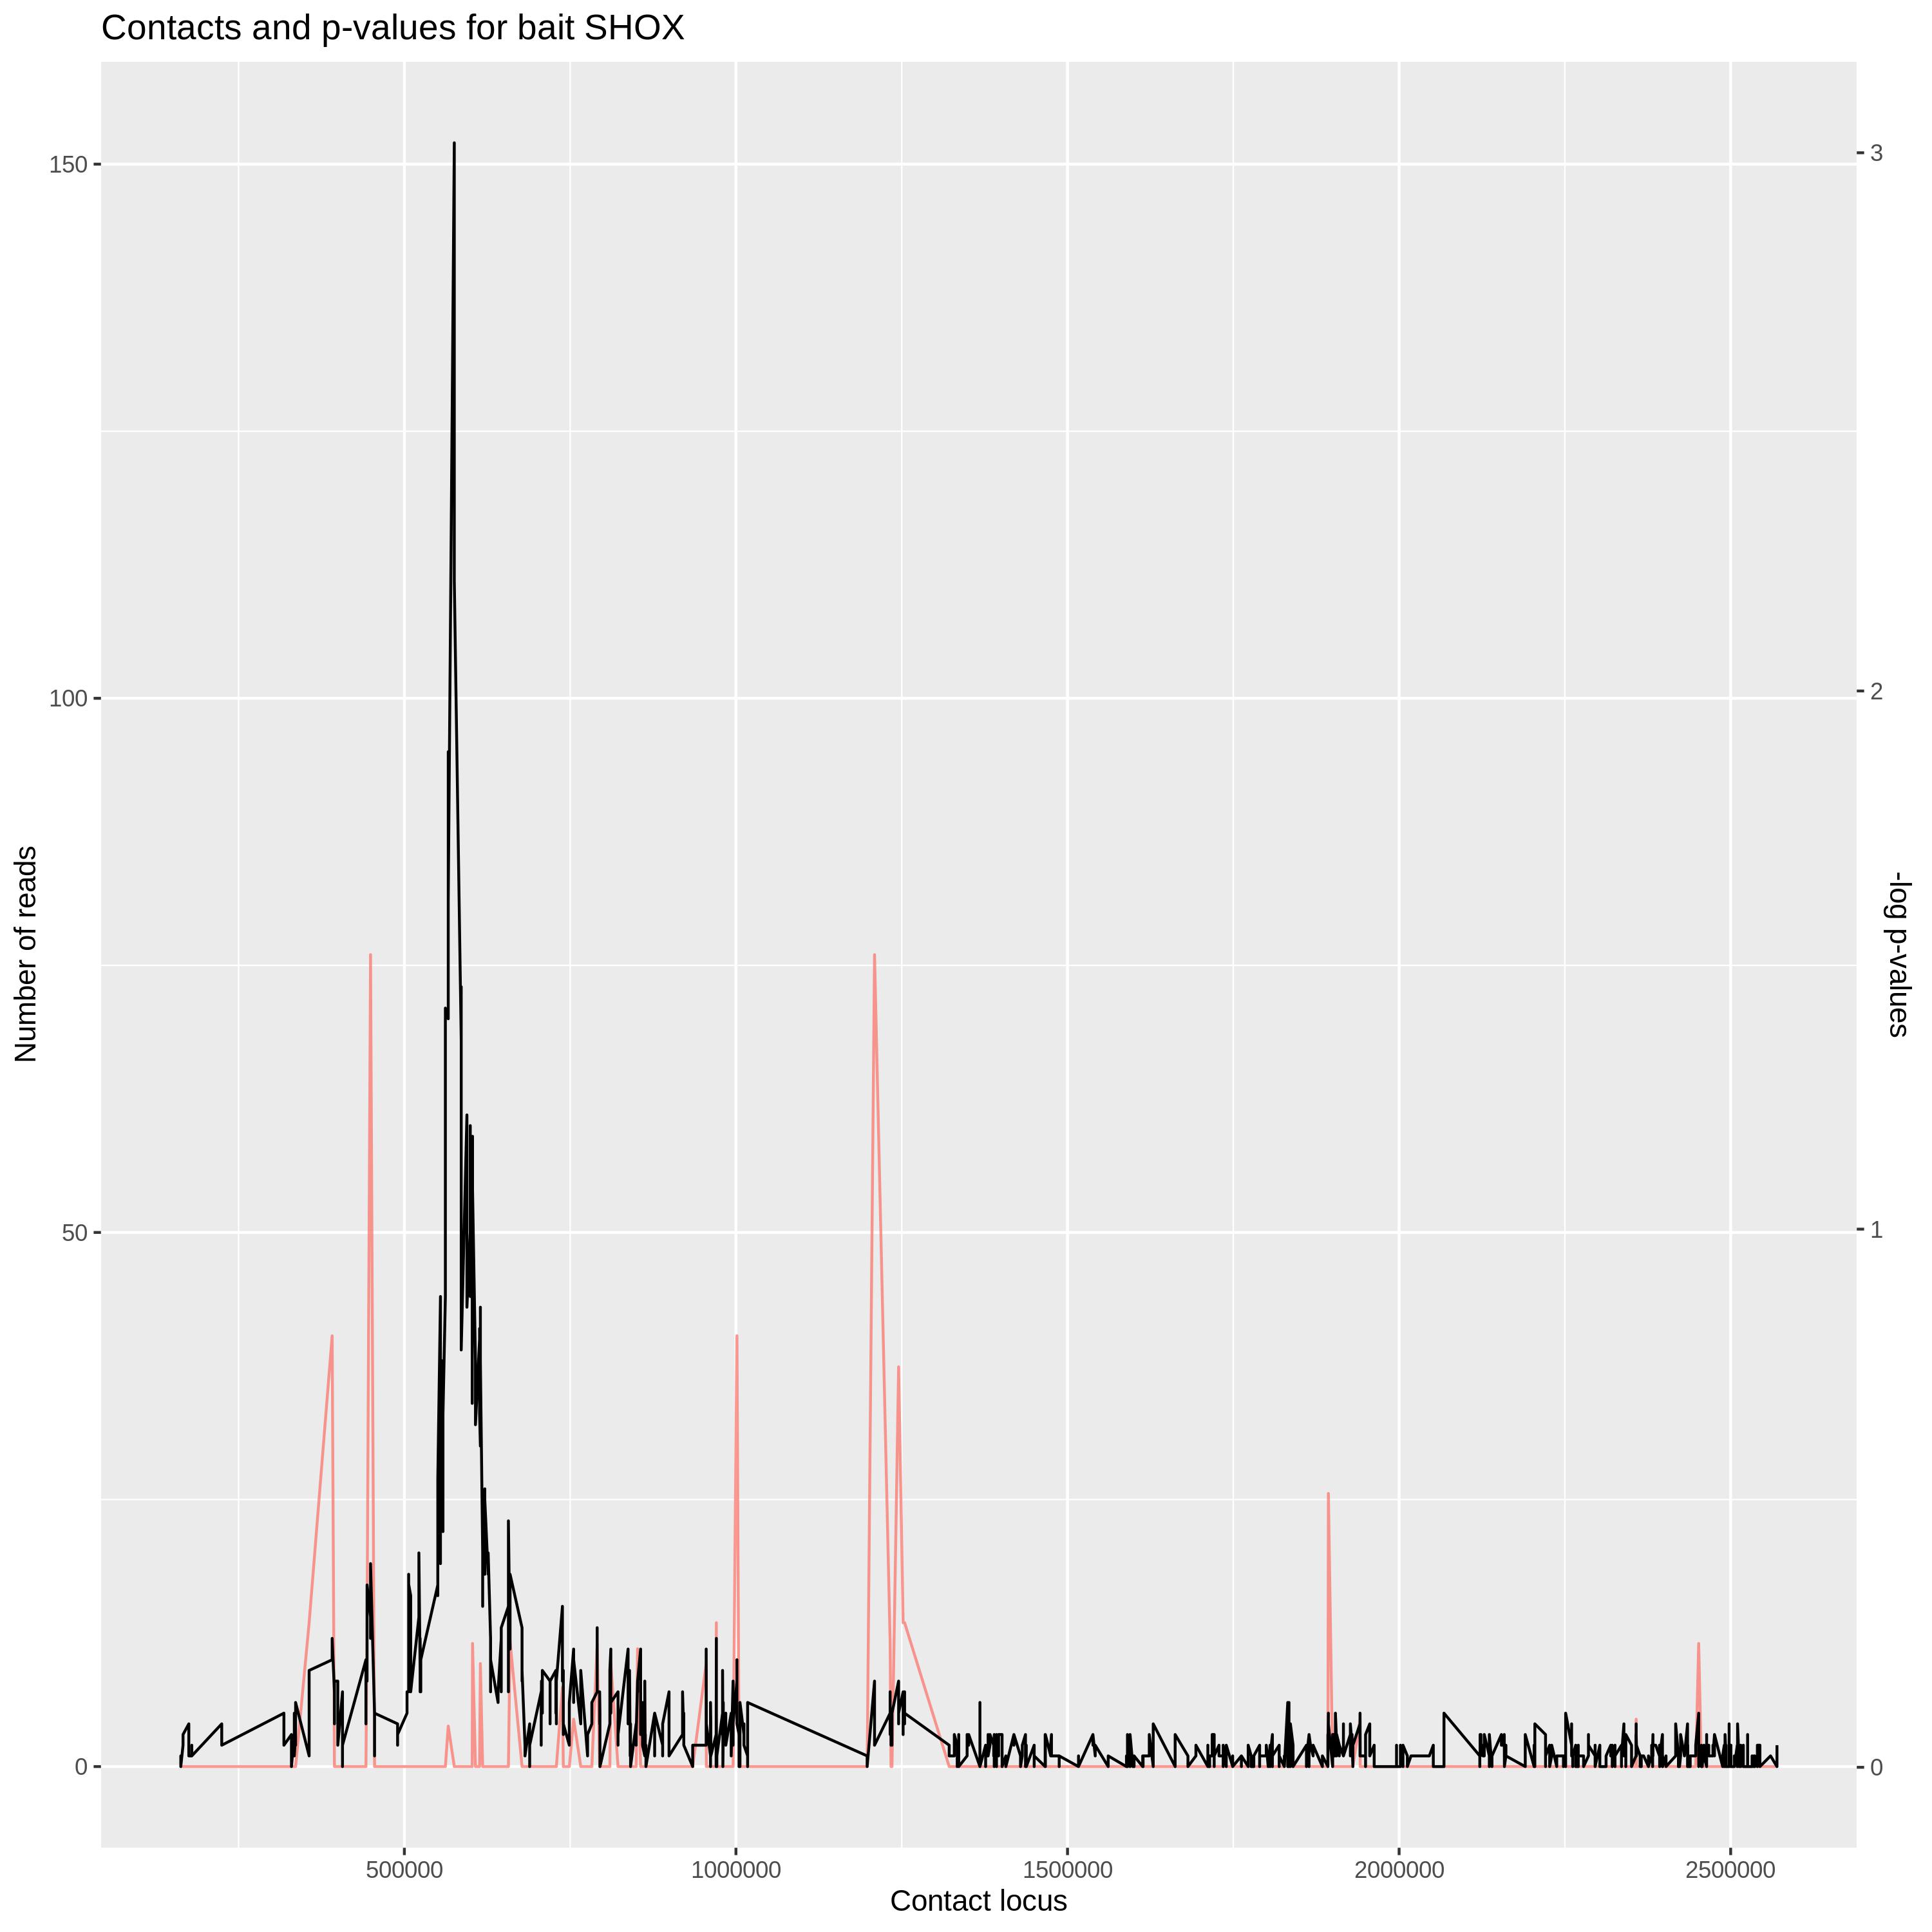 Contacts and p-values for bait SHOX
150
100
50
0
3
2
1
0
Number of reads
-log p-values
500000 1000000 1500000 2000000 2500000
Contact locus